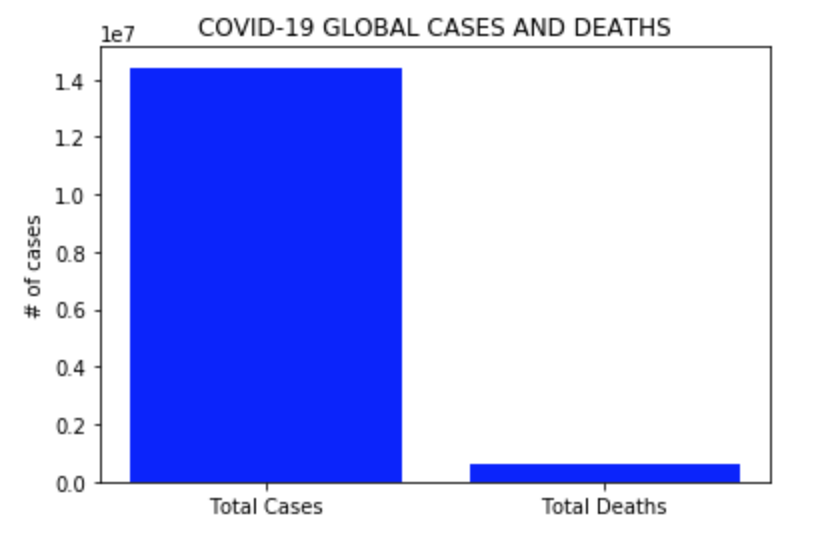 COVID-19 GLOBAL CASES AND DEATHS
1e7
1.4
1.2
1.0
0.8
0.6
0.4
0.2
0.0
# of cases
Total Cases
Total Deaths